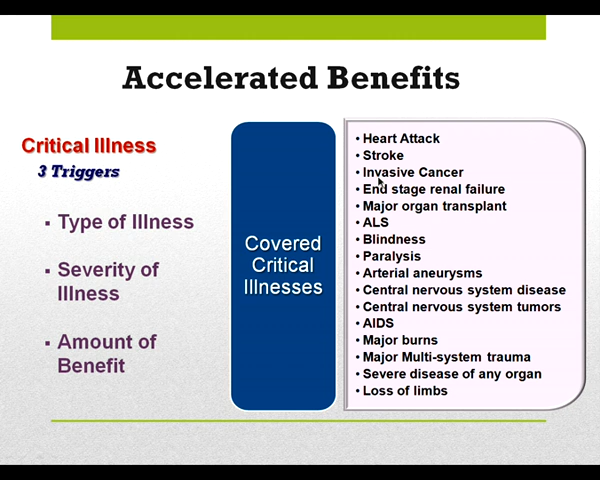 Accelerated Benefits
Critical Illness
3 Triggers
▪ Type of Illness
▪ Severity of
Illness
▪ Amount of
Benefit
Covered
Critical
Illnesses
• Heart Attack
• Stroke
• Invasive Cancer
• End stage renal failure
• Major organ transplant
• ALS
• Blindness
• Paralysis
• Arterial aneurysms
• Central nervous system disease
• Central nervous system tumors
• AIDS
• Major burns
• Major Multi-system trauma
• Severe disease of any organ
• Loss of limbs